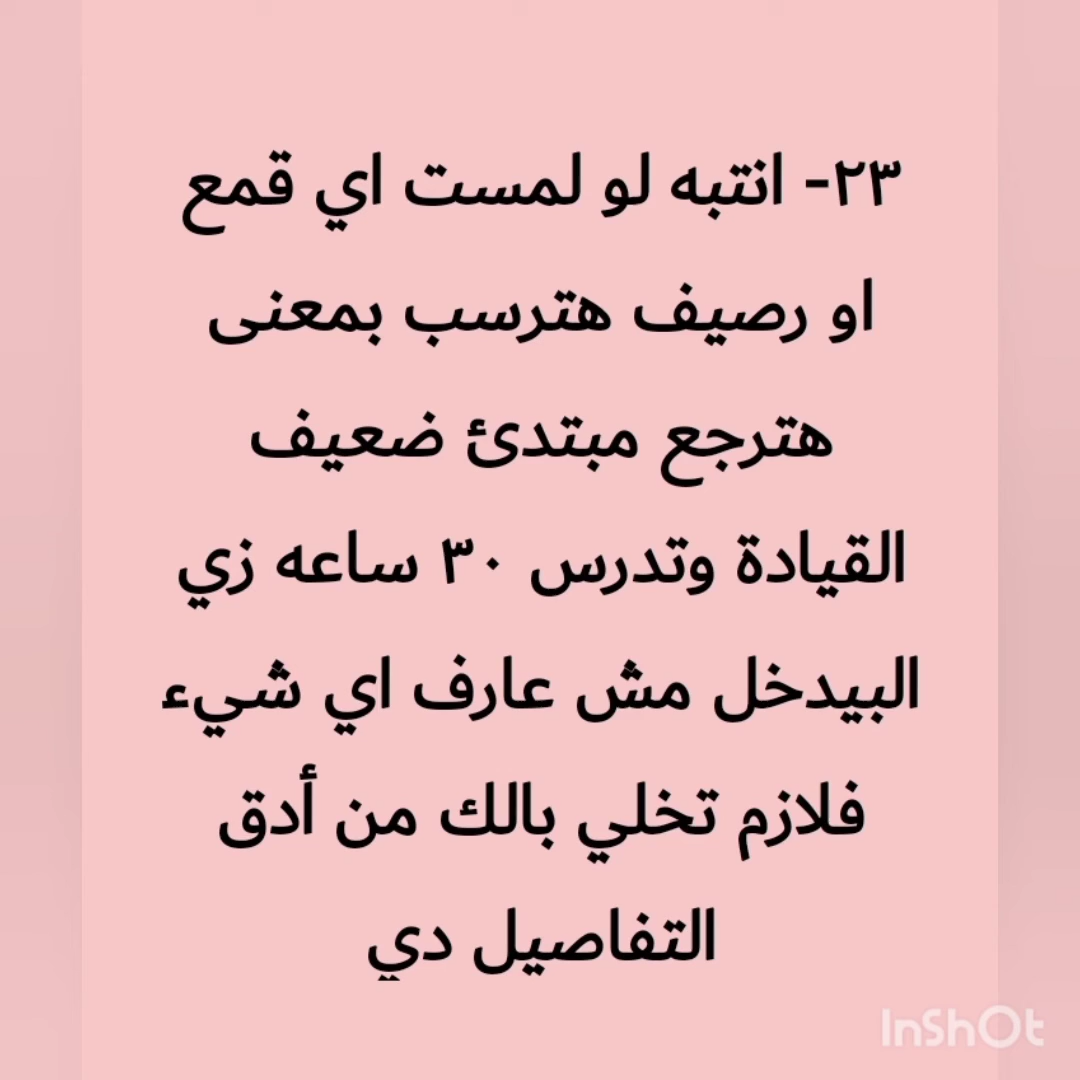 ٢٣- انتبه لو لمست اي قمع
او رصيف هترسب بمعنى
هترجع مبتدئ ضعيف
القيادة وتدرس ٣٠ ساعه زي
البيدخل مش عارف اي شيء
فلازم تخلي بالك من أدق
التفاصيل دي
InShOt